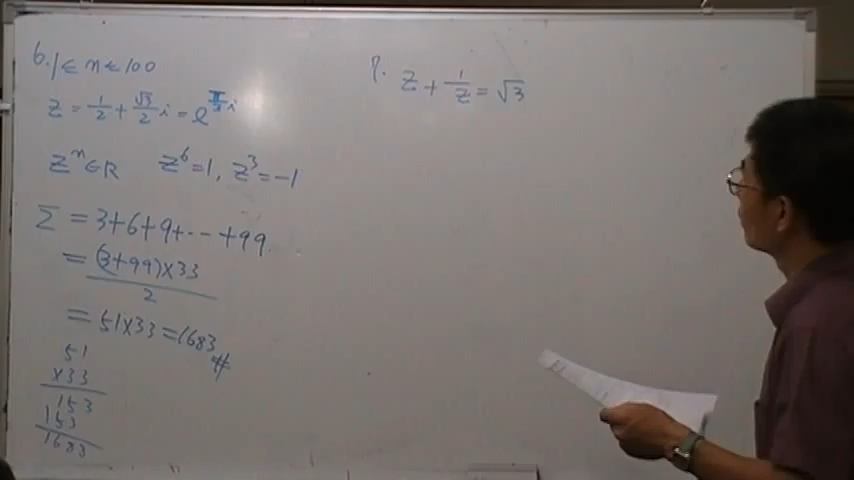 6. 1 ≤ n ≤ 100
z = 1/2 + √3/2 i = e^(π/3 i)
z^n ∈ R z^6 = 1, z^3 = -1
Σ = 3+6+9+...+99
= (3+99)×33 / 2
= 51×33 = 1683 #
51
×33
153
153
1683
7. z + 1/z = √3